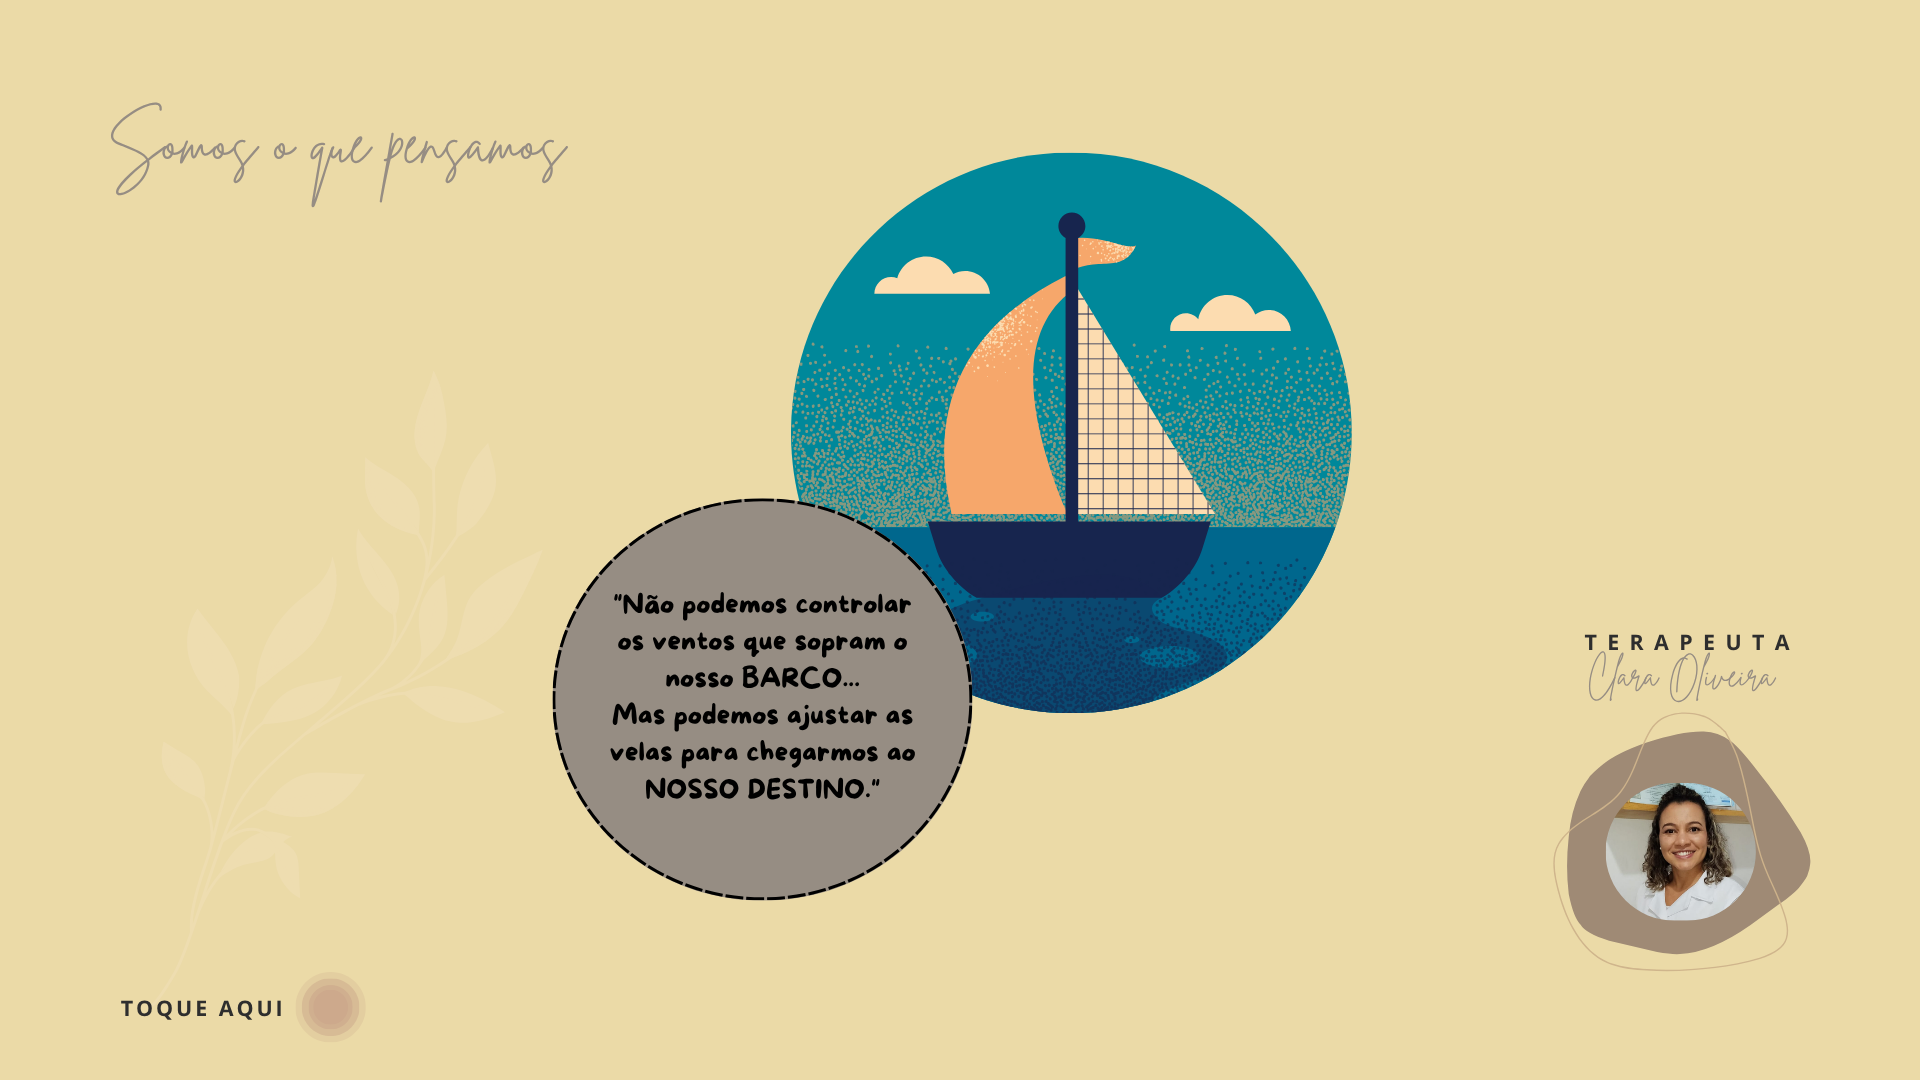 Somos o que pensamos
"Não podemos controlar
os ventos que sopram o
nosso BARCO...
Mas podemos ajustar as
velas para chegarmos ao
NOSSO DESTINO."
TERAPEUTA
Clara Oliveira
TOQUE AQUI